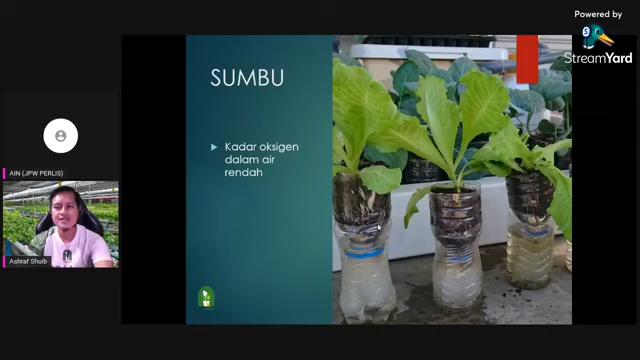 Powered by
StreamYard
SUMBU
Kadar oksigen
dalam air
rendah
AIN (JPW PERLIS)
Ashraf Shuib